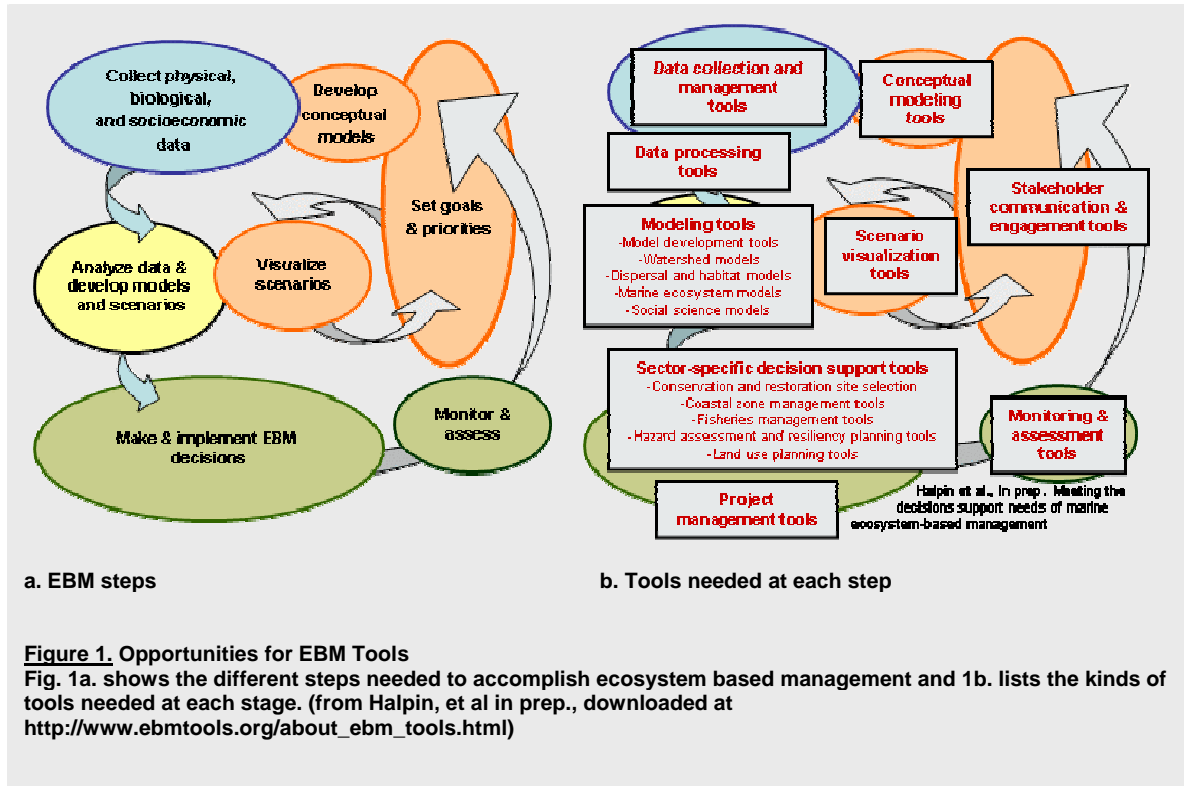 Collect physical,
biological,
and socioeconomic
data
Develop
conceptual
models
Set goals
& priorities
Analyze data &
develop models
and scenarios
Visualize
scenarios
Make & implement EBM
decisions
Monitor &
assess
Data collection and
management
tools
Conceptual
modeling
tools
Data processing
tools
Stakeholder
communication &
engagement tools
Modeling tools
-Model development tools
-Watershed models
-Dispersal and habitat models
-Marine ecosystem models
-Social science models
Scenario
visualization
tools
Sector-specific decision support tools
-Conservation and restoration site selection
-Coastal zone management tools
-Fisheries management tools
-Hazard assessment and resiliency planning tools
-Land use planning tools
Monitoring &
assessment
tools
Project
management tools
Halpin et al., in prep. Meeting the
decisions support needs of marine
ecosystem-based management
a. EBM steps
b. Tools needed at each step
Figure 1. Opportunities for EBM Tools
Fig. 1a. shows the different steps needed to accomplish ecosystem based management and 1b. lists the kinds of
tools needed at each stage. (from Halpin, et al in prep., downloaded at
http://www.ebmtools.org/about_ebm_tools.html)